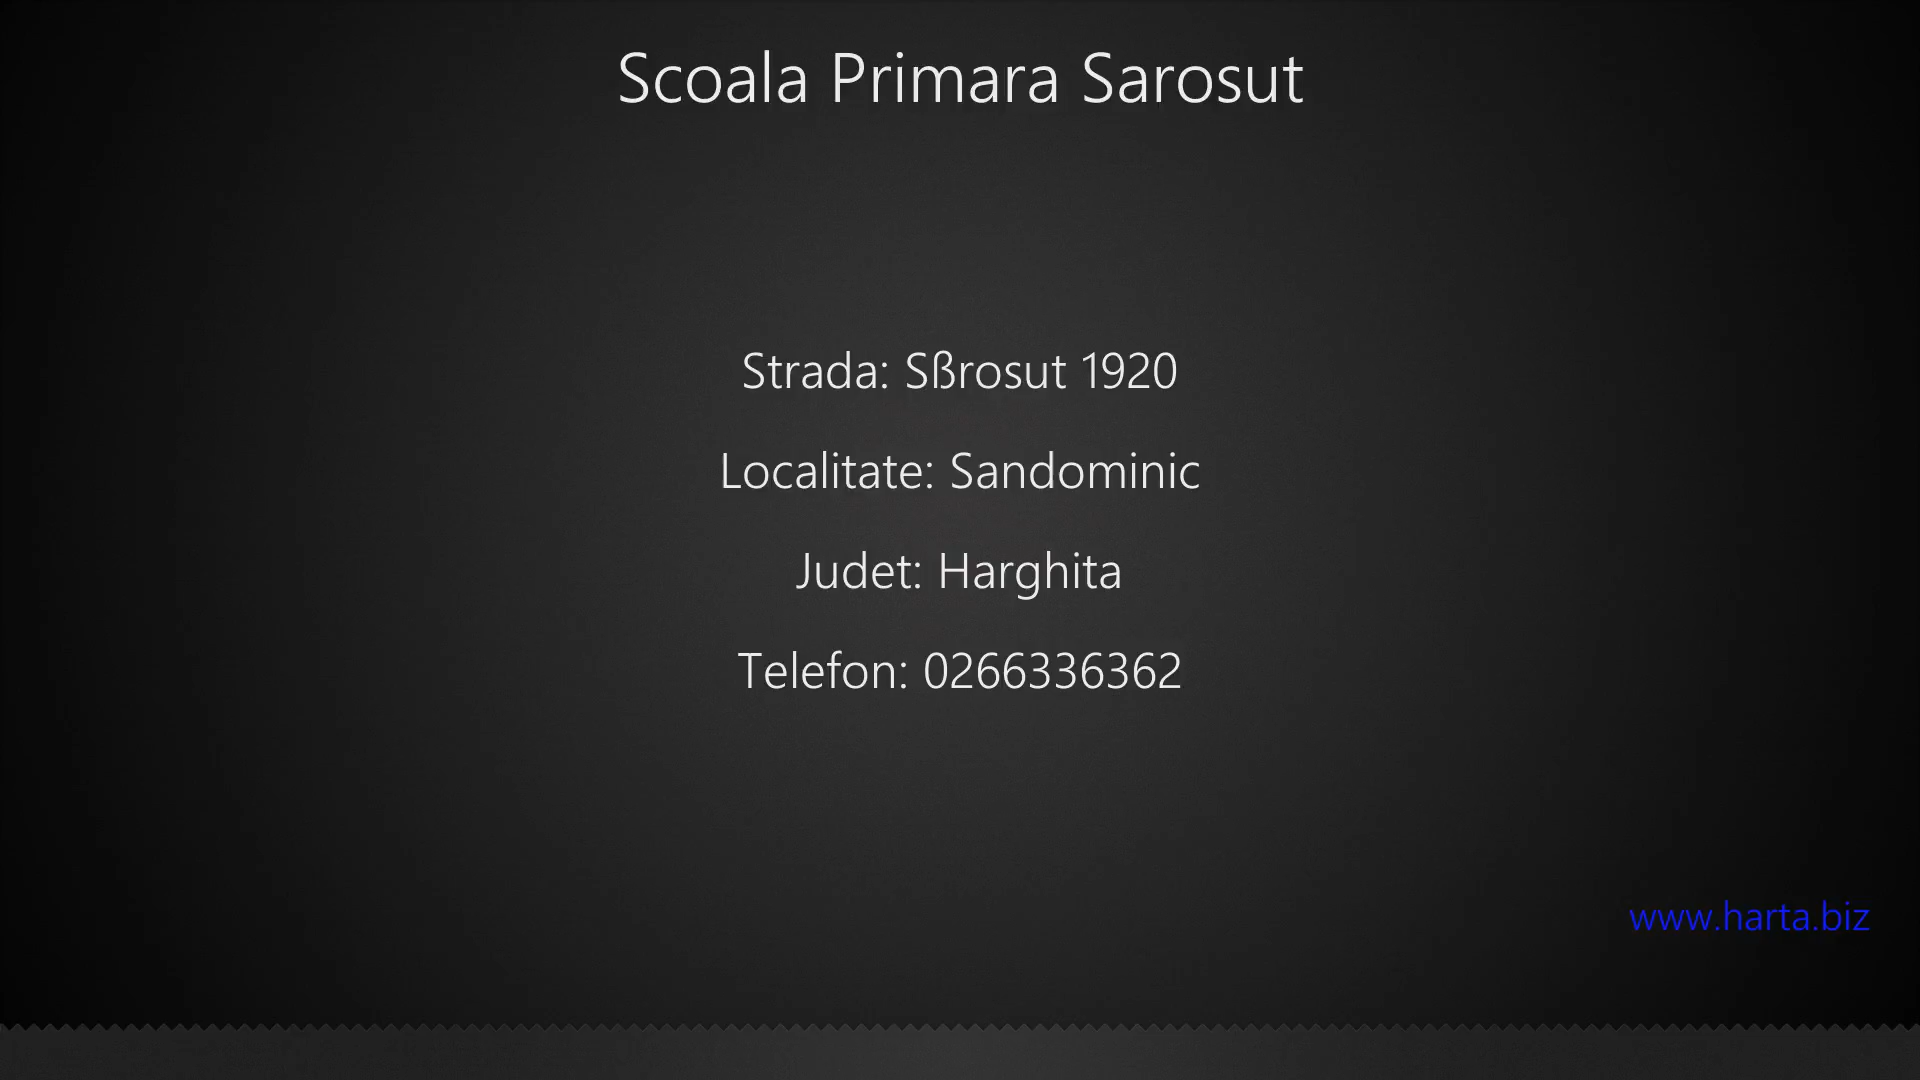 Scoala Primara Sarosut
Strada: Sßrosut 1920
Localitate: Sandominic
Judet: Harghita
Telefon: 0266336362
www.harta.biz